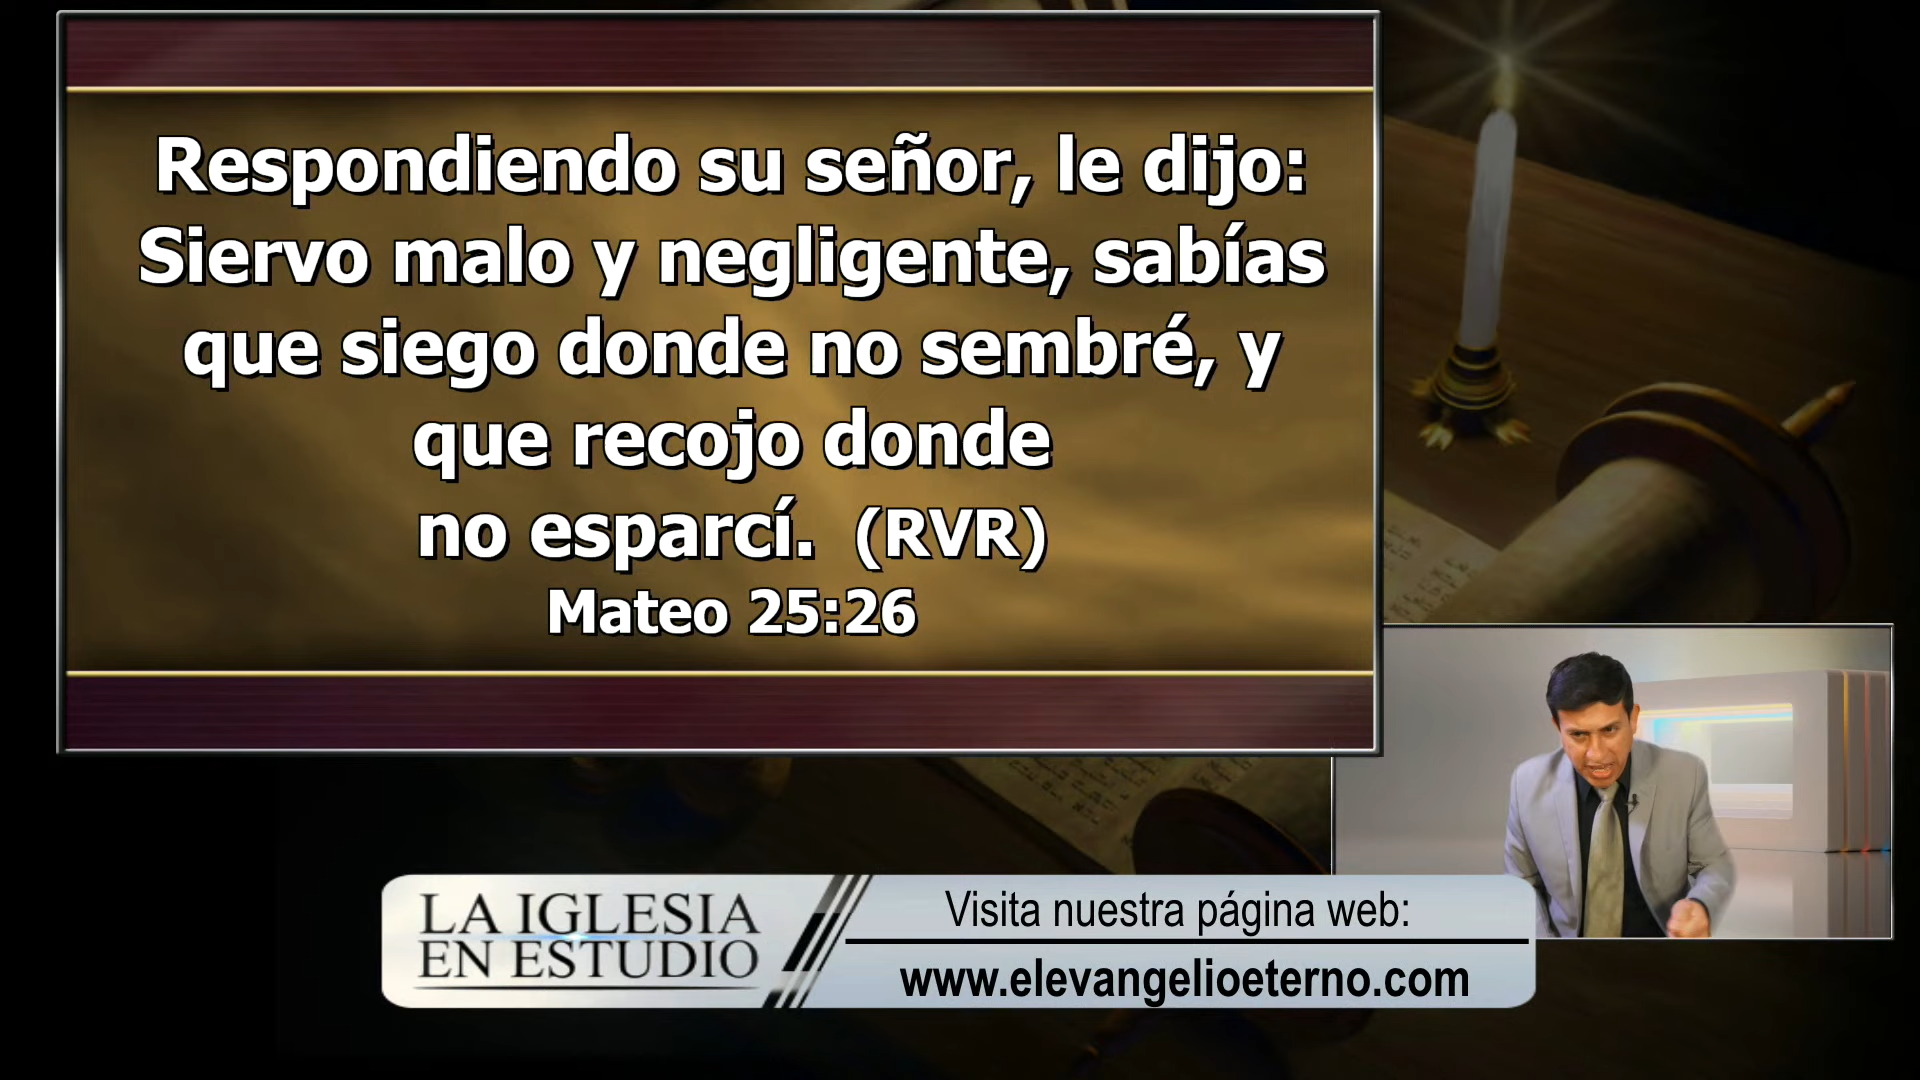 Respondiendo su señor, le dijo:
Siervo malo y negligente, sabías
que siego donde no sembré, y
que recojo donde
no esparcí. (RVR)
Mateo 25:26
LA IGLESIA
EN ESTUDIO
Visita nuestra página web:
www.elevangelioeterno.com